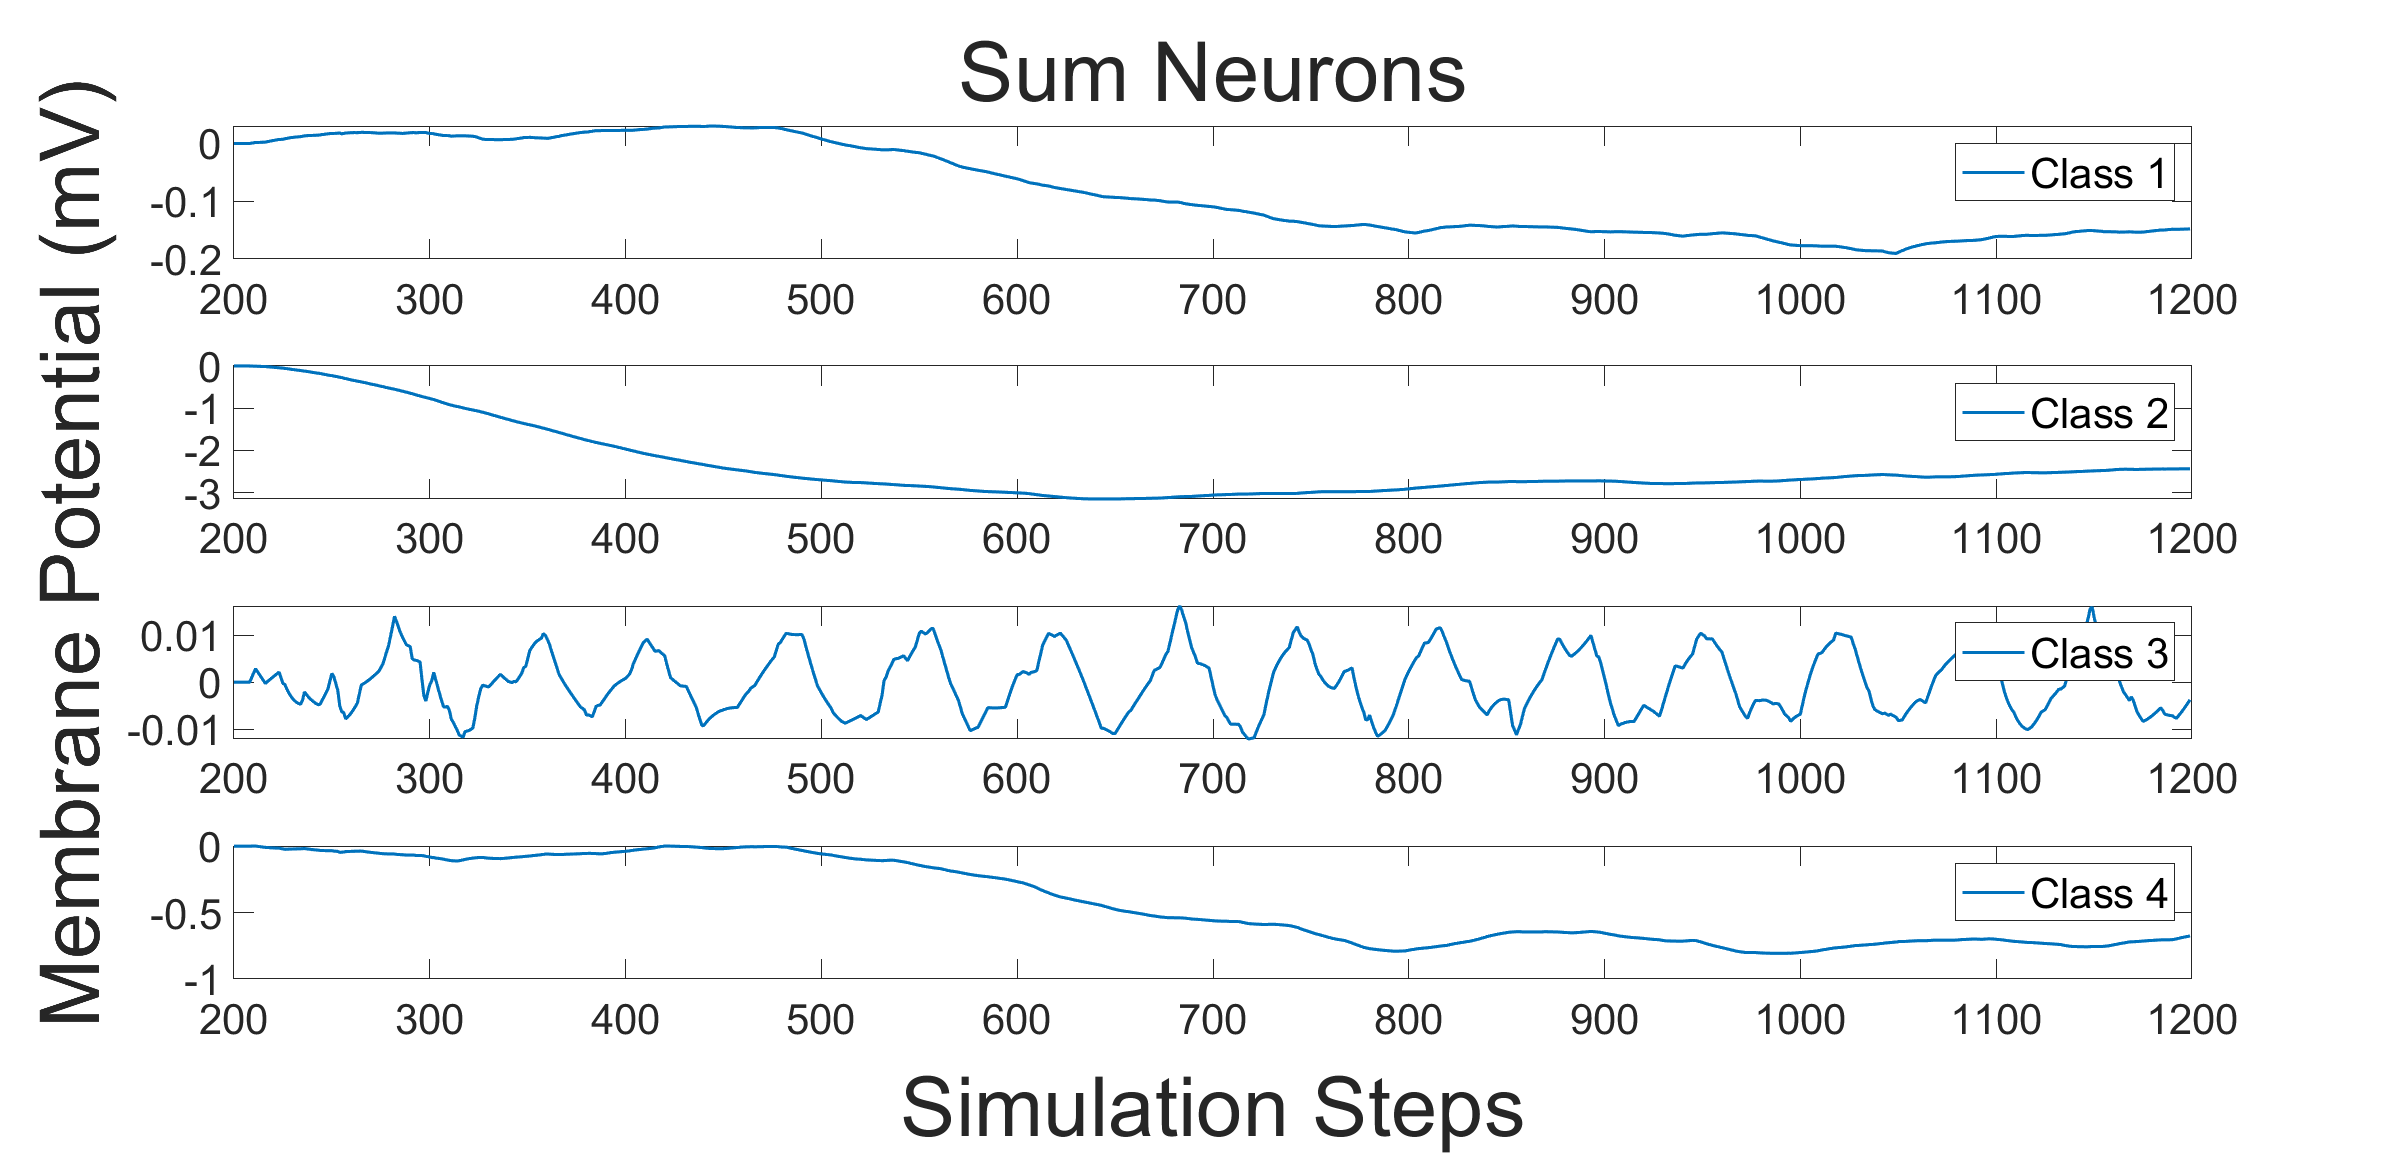 Sum Neurons
Membrane Potential (mV)
0
-0.1
-0.2
Class 1
200 300 400 500 600 700 800 900 1000 1100 1200
0
-1
-2
-3
Class 2
200 300 400 500 600 700 800 900 1000 1100 1200
0.01
0
-0.01
Class 3
200 300 400 500 600 700 800 900 1000 1100 1200
0
-0.5
-1
Class 4
200 300 400 500 600 700 800 900 1000 1100 1200
Simulation Steps